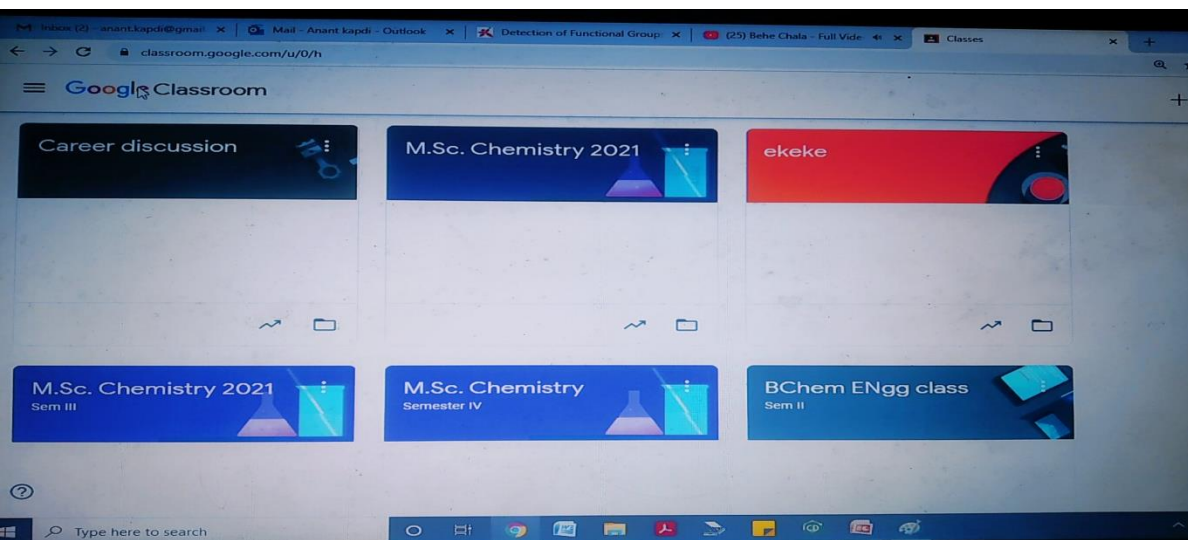 Inbox (2) - anant.kapdi@gmail
Mail - Anant kapdi - Outlook
Detection of Functional Group
(25) Behe Chala - Full Vide
Classes
classroom.google.com/u/0/h
Google Classroom
Career discussion
M.Sc. Chemistry 2021
ekeke
M.Sc. Chemistry 2021
Sem III
M.Sc. Chemistry
Semester IV
BChem ENgg class
Sem II
Type here to search